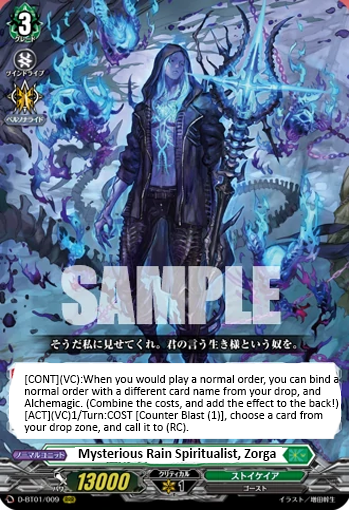 3
グレード
ツインドライブ
ペルソナライド
SAMPLE
そうだ私に見せてくれ。君の言う生き様という奴を。
[CONT](VC):When you would play a normal order, you can bind a
normal order with a different card name from your drop, and
Alchemagic. (Combine the costs, and add the effect to the back!)
[ACT](VC)1/Turn:COST [Counter Blast (1)], choose a card from
your drop zone, and call it to (RC).
ノーマルユニット
Mysterious Rain Spiritualist, Zorga
パワー 13000 クリティカル 1 ストイケイア
ゴースト
D-BT01/009 RRR イラスト/増田幹生